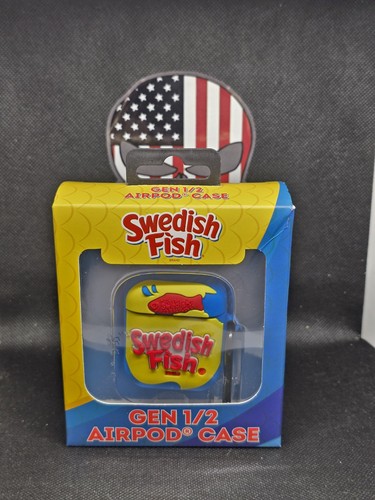 GEN 1/2
AIRPOD® CASE
Swedish
Fish
Swedish
Fish
GEN 1/2
AIRPOD® CASE